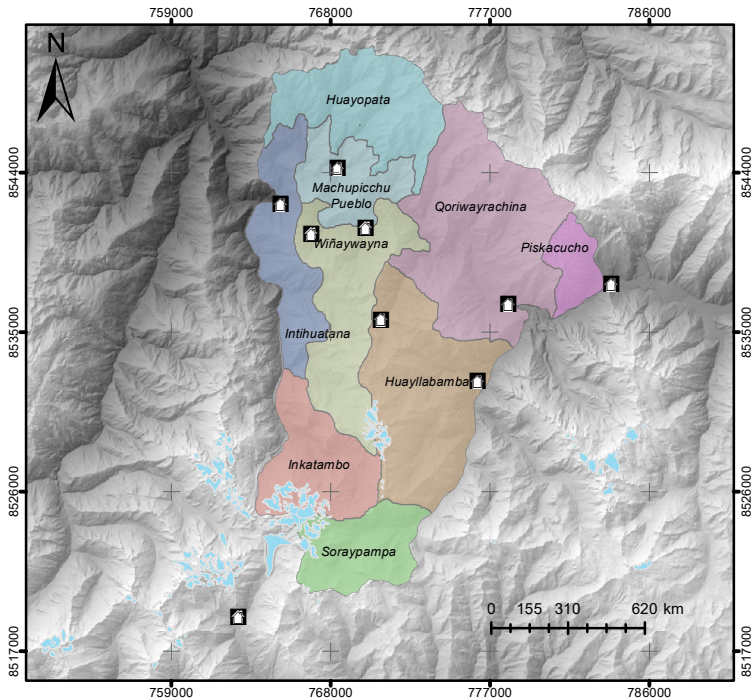 759000 768000 777000 786000
N
Huayopata
8544000 8544000
Machupicchu
Pueblo
Qoriwayrachina
Wiñaywayna
Piskacucho
8535000 8535000
Intihuatana
Huayllabamba
Inkatambo
8526000 8526000
Soraypampa
0 155 310 620 km
8517000 8517000
759000 768000 777000 786000